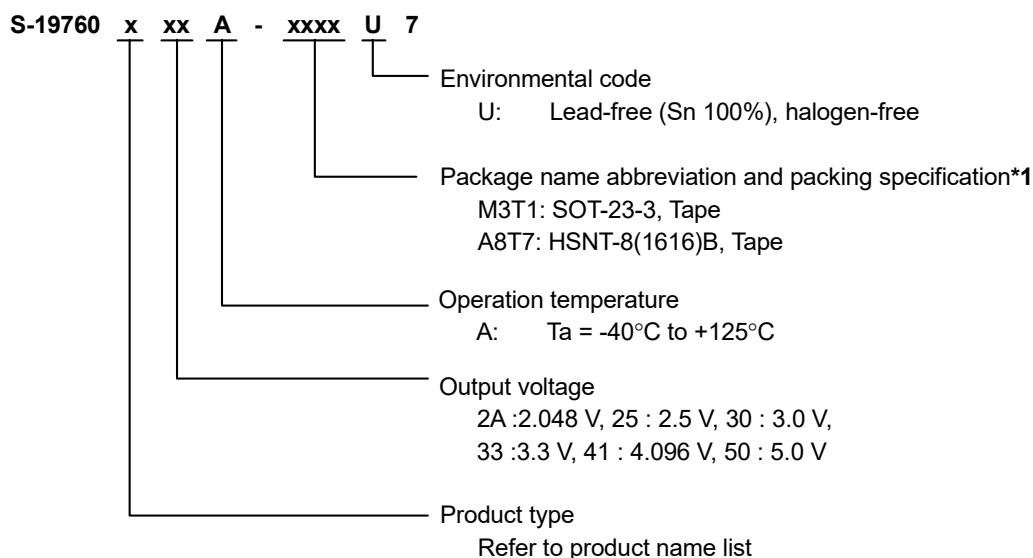 S-19760 x xx A - xxxx U 7
Environmental code
U: Lead-free (Sn 100%), halogen-free
Package name abbreviation and packing specification*1
M3T1: SOT-23-3, Tape
A8T7: HSNT-8(1616)B, Tape
Operation temperature
A: Ta = -40°C to +125°C
Output voltage
2A :2.048 V, 25 : 2.5 V, 30 : 3.0 V,
33 :3.3 V, 41 : 4.096 V, 50 : 5.0 V
Product type
Refer to product name list